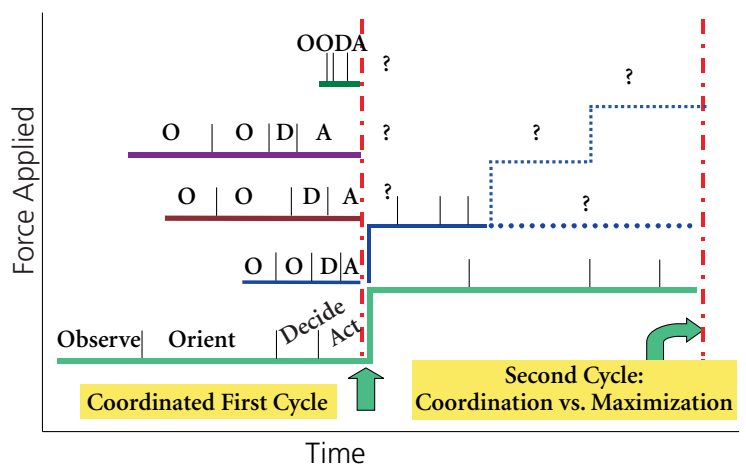 OODA
?
?
O O D A
?
?
O O D A
?
?
O O D A
Observe Orient Decide Act
Coordinated First Cycle
Second Cycle:
Coordination vs. Maximization
Force Applied
Time